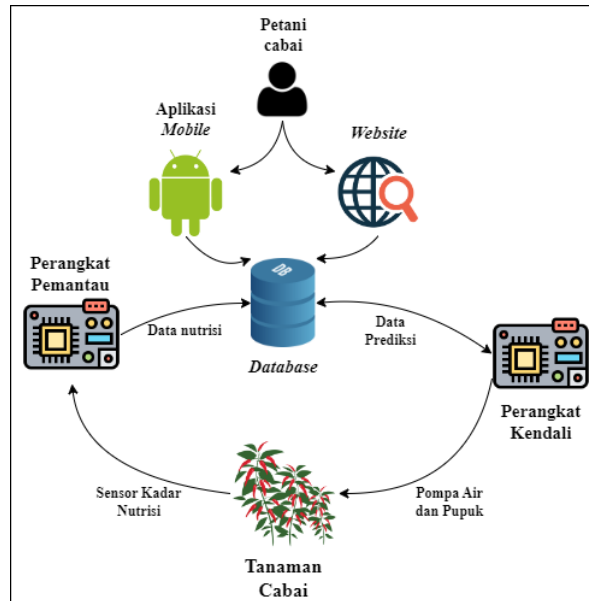 Petani
cabai
Aplikasi
Mobile
Website
DB
Perangkat
Pemantau
Data nutrisi
Data
Prediksi
Database
Perangkat
Kendali
Sensor Kadar
Nutrisi
Pompa Air
dan Pupuk
Tanaman
Cabai